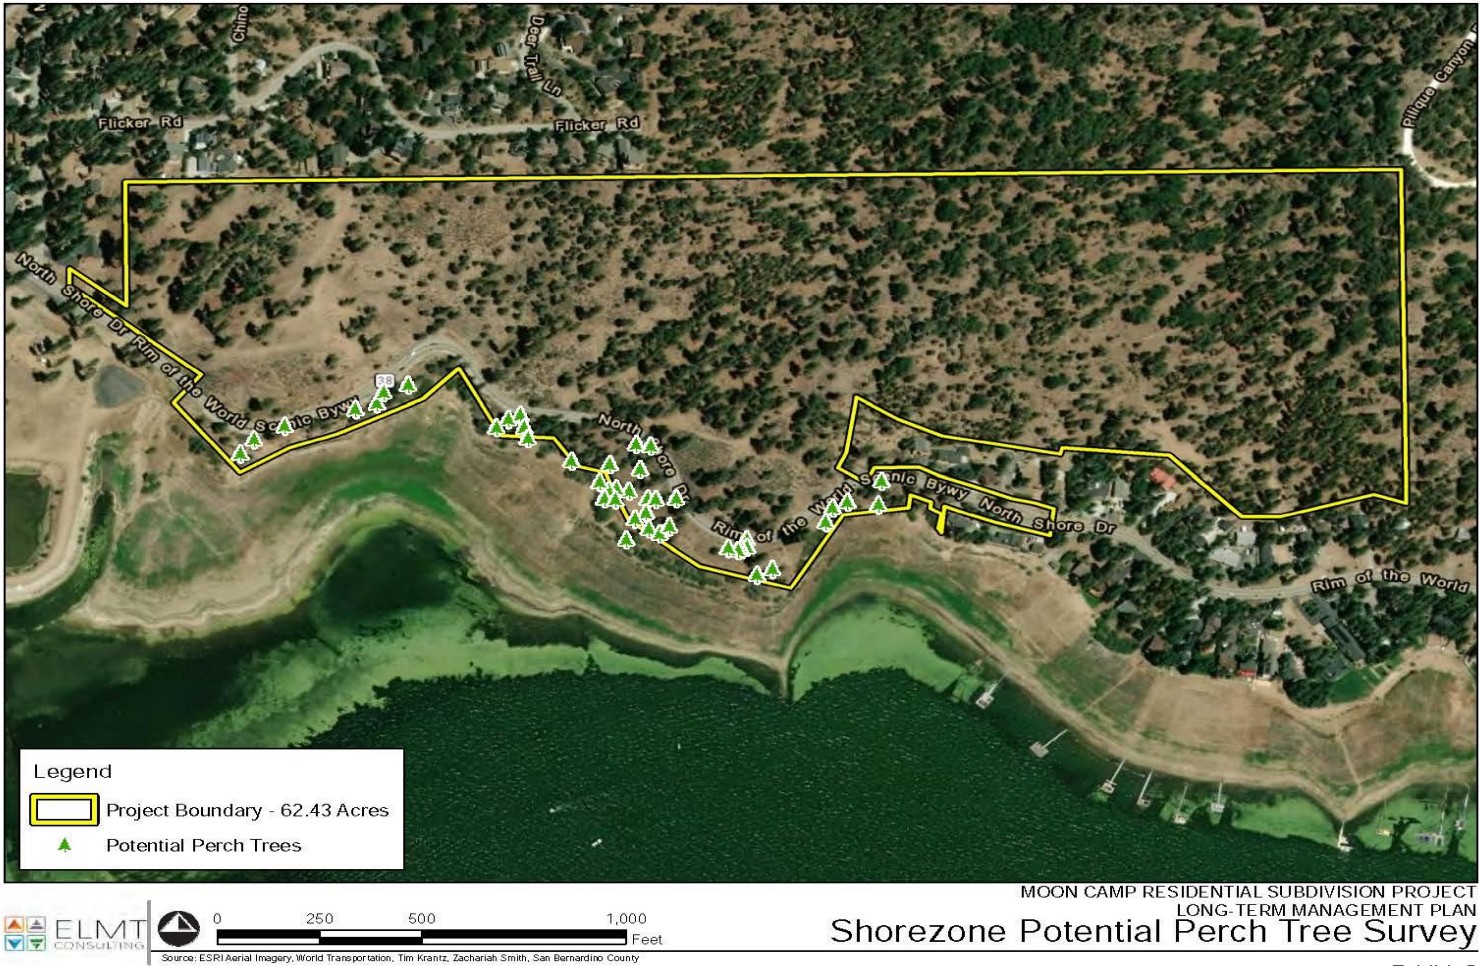 Chino
Deer Trail Ln
Pilique Canyon
Flicker Rd
Flicker Rd
North Shore Dr
Rim of the World Scenic Bywy
38
North Shore Dr
Rim of the World Scenic Bywy
North Shore Dr
Rim of the World
Legend
Project Boundary - 62.43 Acres
Potential Perch Trees
MOON CAMP RESIDENTIAL SUBDIVISION PROJECT
LONG-TERM MANAGEMENT PLAN
Shorezone Potential Perch Tree Survey
ELMT
CONSULTING
0 250 500 1,000
Feet
Source: ESRI Aerial Imagery, World Transportation, Tim Krantz, Zachariah Smith, San Bernardino County